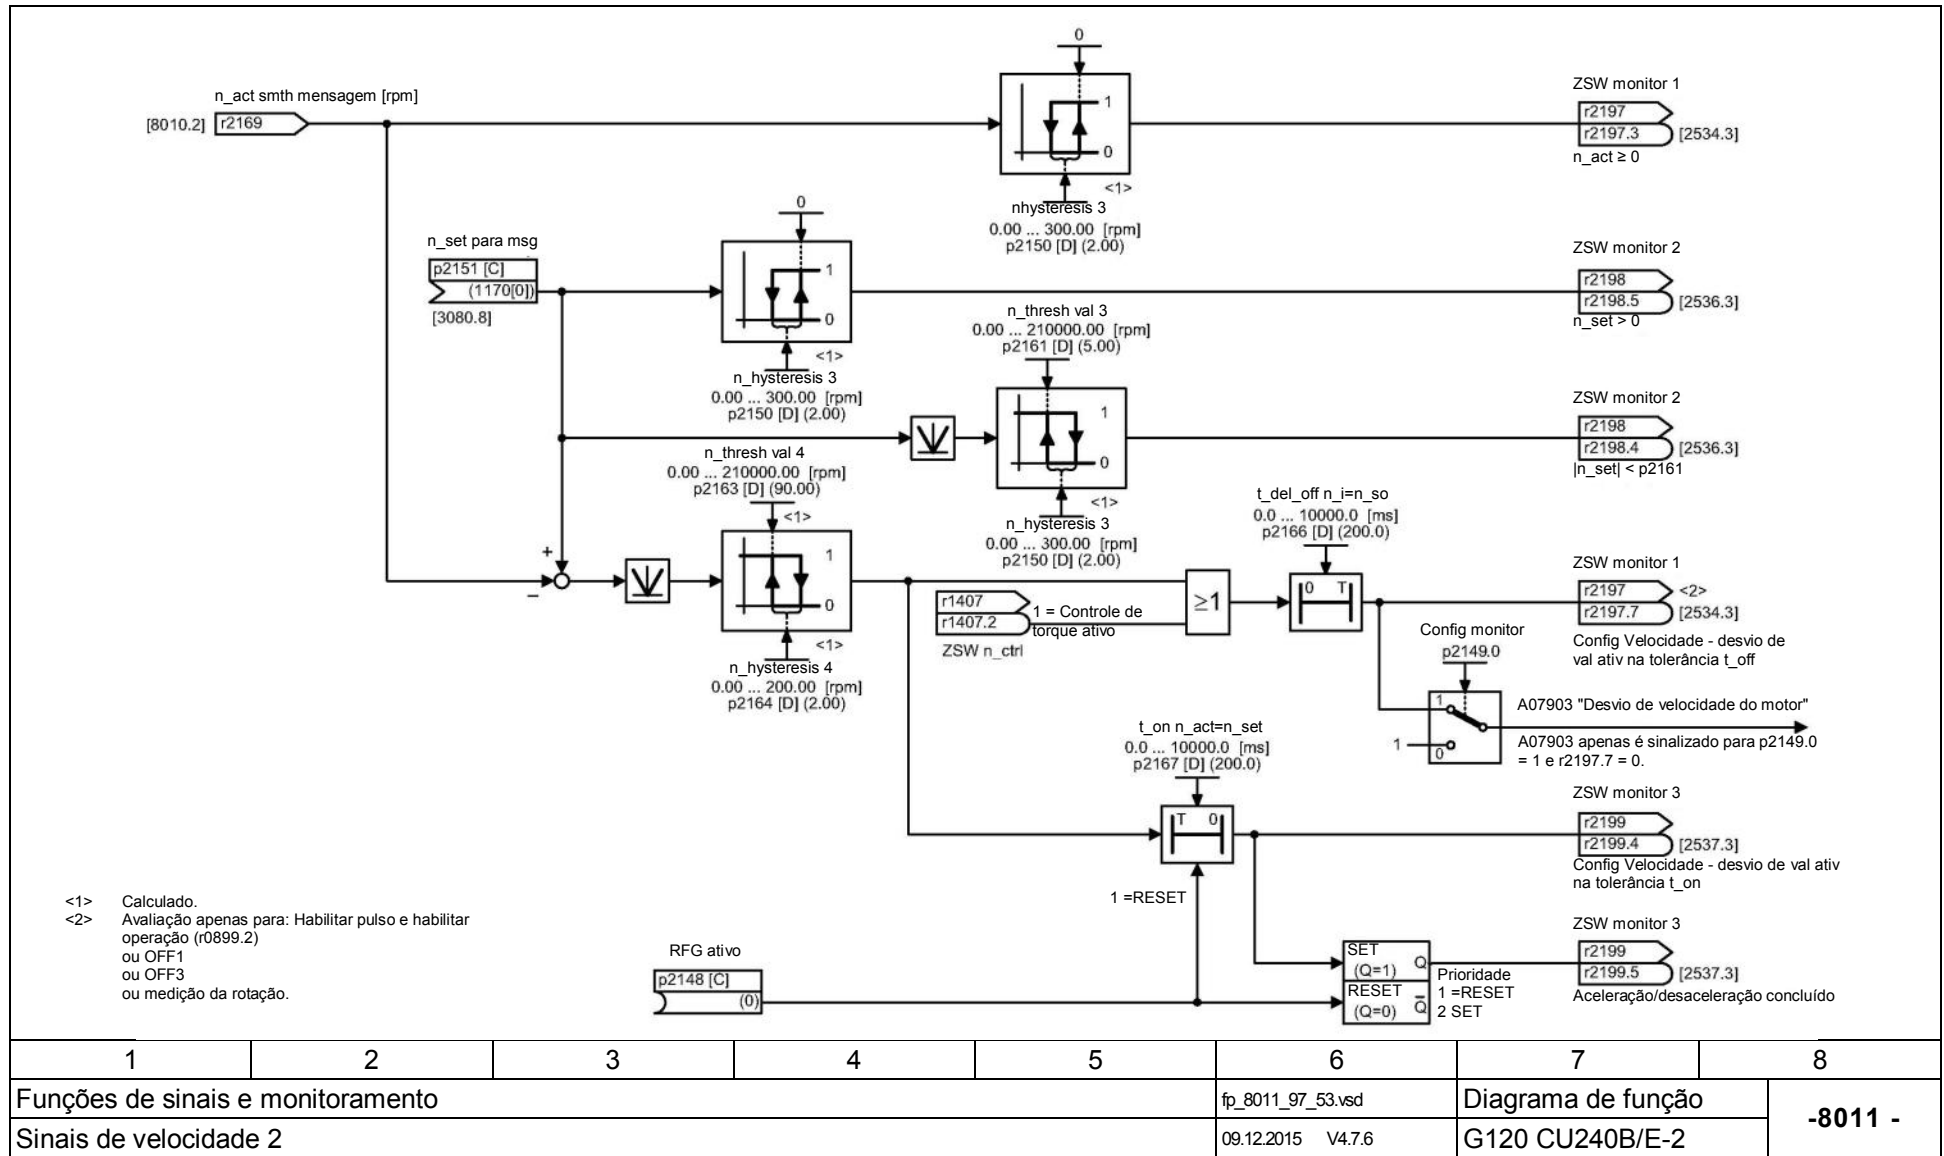 n_act smth mensagem [rpm]
[8010.2]
r2169
0
1
0
<1>
nhysteresis 3
0.00 ... 300.00 [rpm]
p2150 [D] (2.00)
ZSW monitor 1
r2197
r2197.3
[2534.3]
n_act ≥ 0
n_set para msg
p2151 [C]
(1170[0])
[3080.8]
0
1
0
<1>
n_hysteresis 3
0.00 ... 300.00 [rpm]
p2150 [D] (2.00)
ZSW monitor 2
r2198
r2198.5
[2536.3]
n_set > 0
n_thresh val 3
0.00 ... 210000.00 [rpm]
p2161 [D] (5.00)
1
0
<1>
n_hysteresis 3
0.00 ... 300.00 [rpm]
p2150 [D] (2.00)
ZSW monitor 2
r2198
r2198.4
[2536.3]
|n_set| < p2161
n_thresh val 4
0.00 ... 210000.00 [rpm]
p2163 [D] (90.00)
<1>
+
–
1
0
<1>
n_hysteresis 4
0.00 ... 200.00 [rpm]
p2164 [D] (2.00)
r1407
r1407.2
ZSW n_ctrl
1 = Controle de
torque ativo
≥1
t_del_off n_i=n_so
0.0 ... 10000.0 [ms]
p2166 [D] (200.0)
0 T
ZSW monitor 1
r2197
<2>
r2197.7
[2534.3]
Config Velocidade - desvio de
val ativ na tolerância t_off
Config monitor
p2149.0
1
1
0
A07903 "Desvio de velocidade do motor"
A07903 apenas é sinalizado para p2149.0
= 1 e r2197.7 = 0.
t_on n_act=n_set
0.0 ... 10000.0 [ms]
p2167 [D] (200.0)
T 0
1 =RESET
ZSW monitor 3
r2199
r2199.4
[2537.3]
Config Velocidade - desvio de val ativ
na tolerância t_on
<1> Calculado.
<2> Avaliação apenas para: Habilitar pulso e habilitar
operação (r0899.2)
ou OFF1
ou OFF3
ou medição da rotação.
RFG ativo
p2148 [C]
(0)
SET
(Q=1) Q
RESET
(Q=0) Q̅
Prioridade
1 =RESET
2 SET
ZSW monitor 3
r2199
r2199.5
[2537.3]
Aceleração/desaceleração concluído
1 2 3 4 5 6 7 8
Funções de sinais e monitoramento
fp_8011_97_53.vsd
Diagrama de função
-8011 -
Sinais de velocidade 2
09.12.2015 V4.7.6
G120 CU240B/E-2